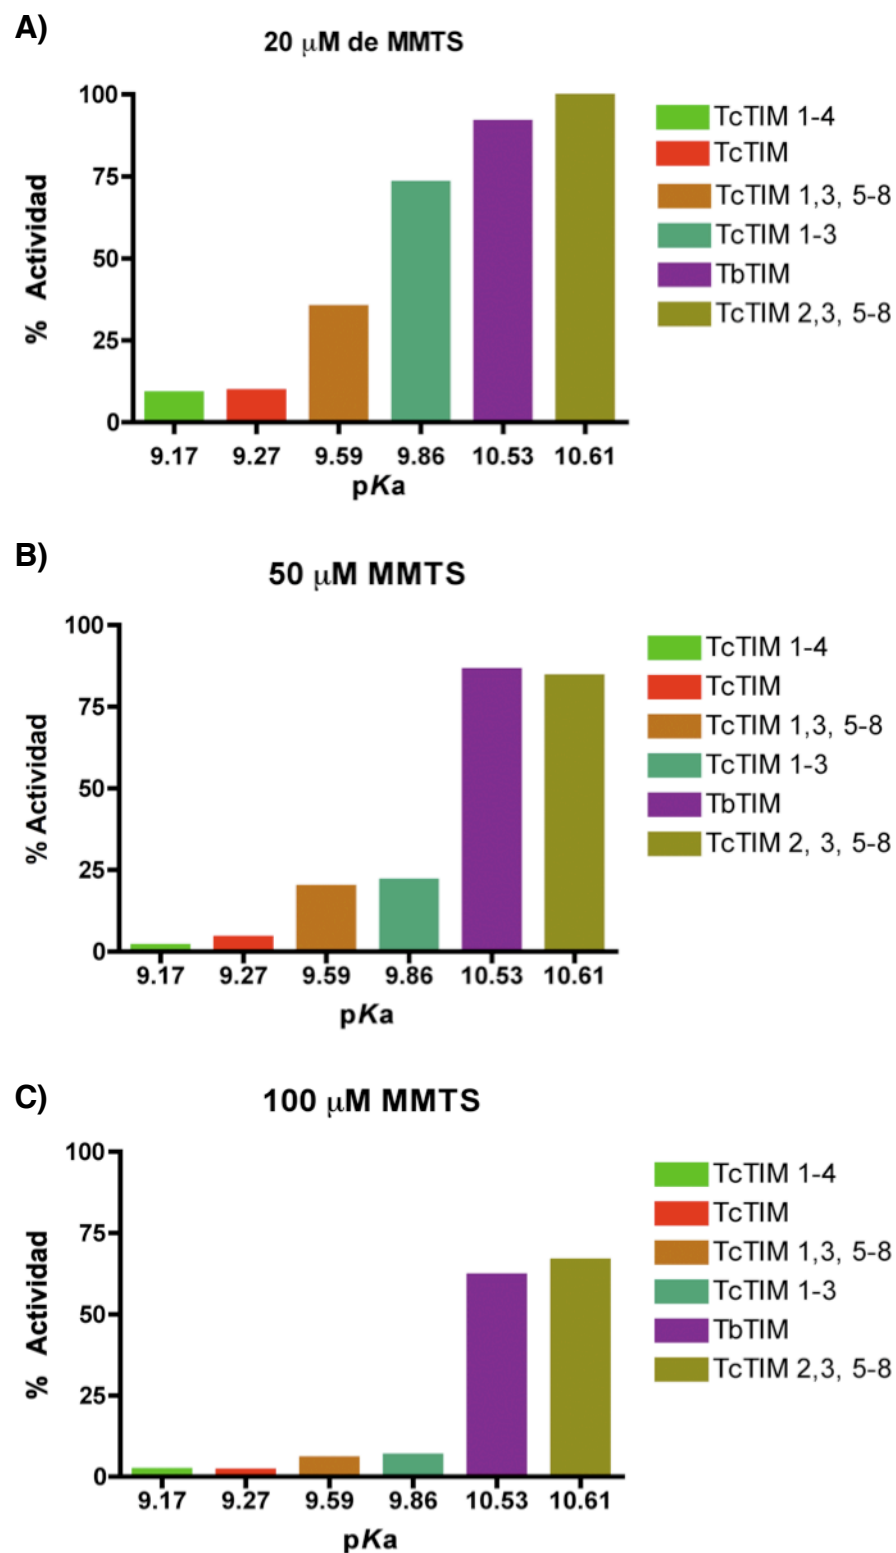 A)
20 μM de MMTS
% Actividad
100
75
50
25
0
9.17 9.27 9.59 9.86 10.53 10.61
pKa
TcTIM 1-4
TcTIM
TcTIM 1,3, 5-8
TcTIM 1-3
TbTIM
TcTIM 2,3, 5-8
B)
50 μM MMTS
% Actividad
100
75
50
25
0
9.17 9.27 9.59 9.86 10.53 10.61
pKa
TcTIM 1-4
TcTIM
TcTIM 1,3, 5-8
TcTIM 1-3
TbTIM
TcTIM 2, 3, 5-8
C)
100 μM MMTS
% Actividad
100
75
50
25
0
9.17 9.27 9.59 9.86 10.53 10.61
pKa
TcTIM 1-4
TcTIM
TcTIM 1,3, 5-8
TcTIM 1-3
TbTIM
TcTIM 2,3, 5-8